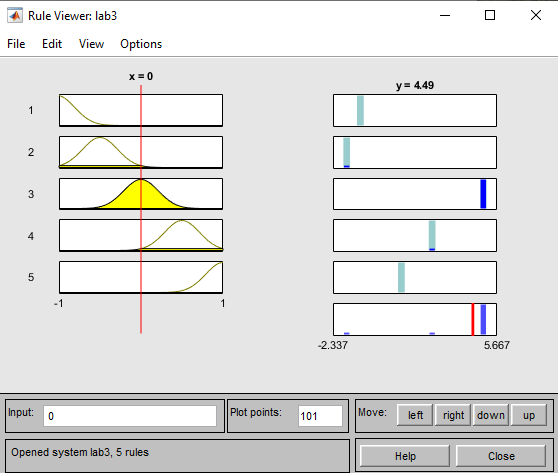 Rule Viewer: lab3
File Edit View Options
x = 0
y = 4.49
1
2
3
4
5
-1 1
-2.337 5.667
Input: 0 Plot points: 101 Move: left right down up
Opened system lab3, 5 rules Help Close